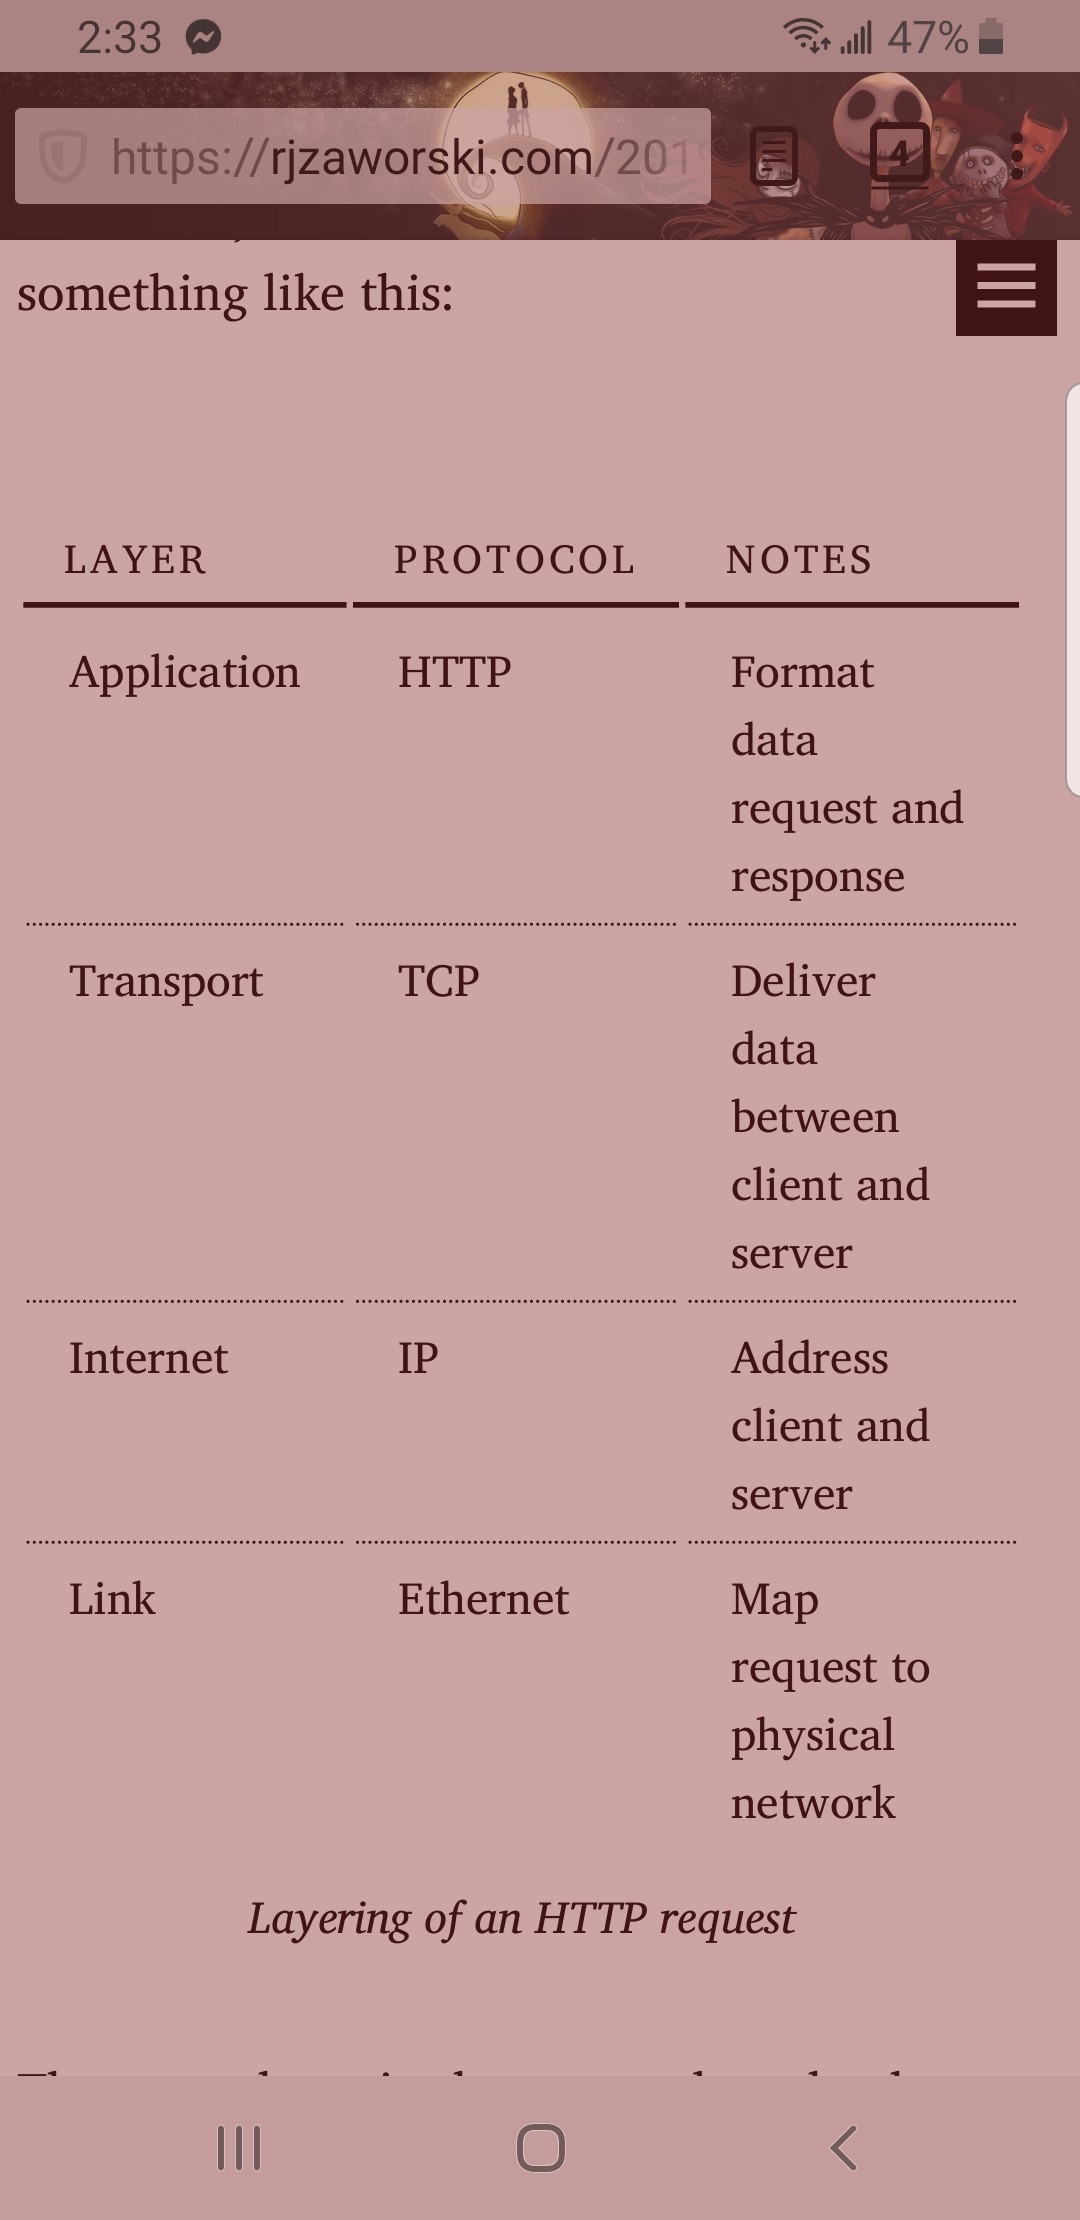 2:33 47%
https://rjzaworski.com/201
4
something like this:
LAYER PROTOCOL NOTES
Application HTTP Format
data
request and
response
Transport TCP Deliver
data
between
client and
server
Internet IP Address
client and
server
Link Ethernet Map
request to
physical
network
Layering of an HTTP request